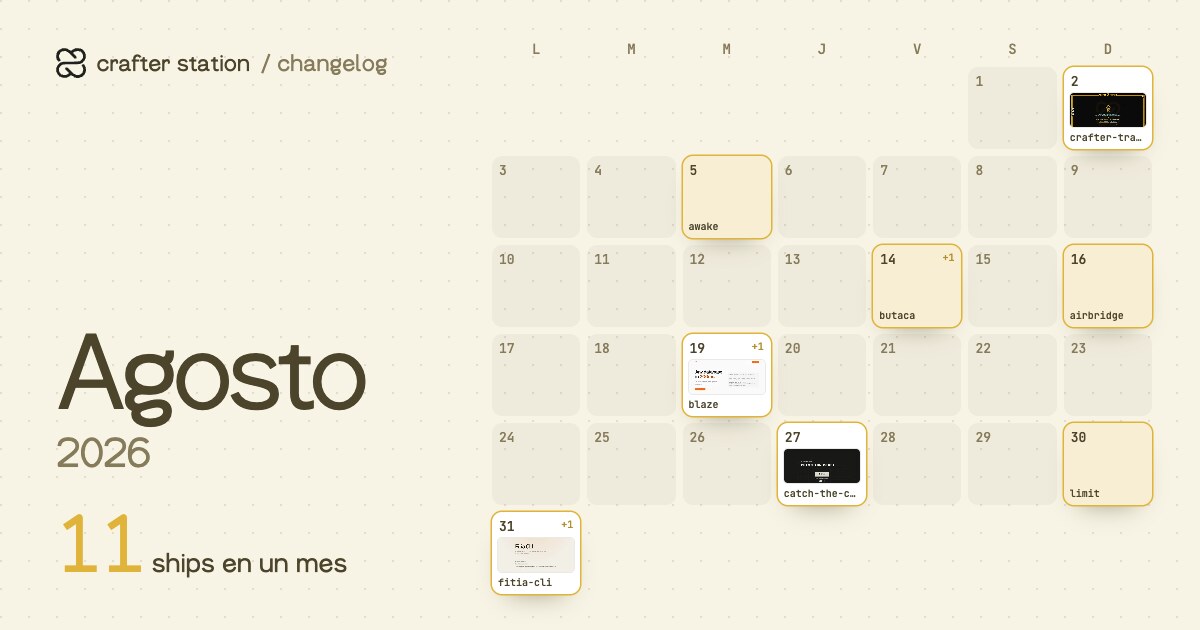 crafter station / changelog
L M M J V S D
1 2
crafter-tra…
3 4 5 6 7 8 9
awake
10 11 12 13 14 +1 15 16
butaca airbridge
17 18 19 +1 20 21 22 23
blaze
24 25 26 27 28 29 30
catch-the-c… limit
31 +1
fitia-cli
Agosto
2026
11 ships en un mes